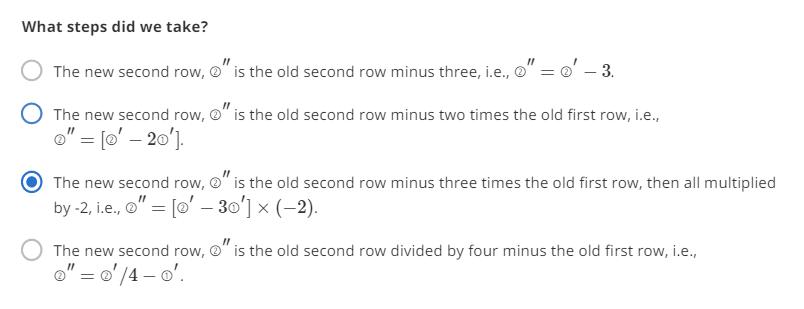 What steps did we take?
The new second row, ②″ is the old second row minus three, i.e., ②″ = ②′ − 3.
The new second row, ②″ is the old second row minus two times the old first row, i.e.,
②″ = [②′ − 2①′].
The new second row, ②″ is the old second row minus three times the old first row, then all multiplied
by -2, i.e., ②″ = [②′ − 3①′] × (−2).
The new second row, ②″ is the old second row divided by four minus the old first row, i.e.,
②″ = ②′/4 − ①′.